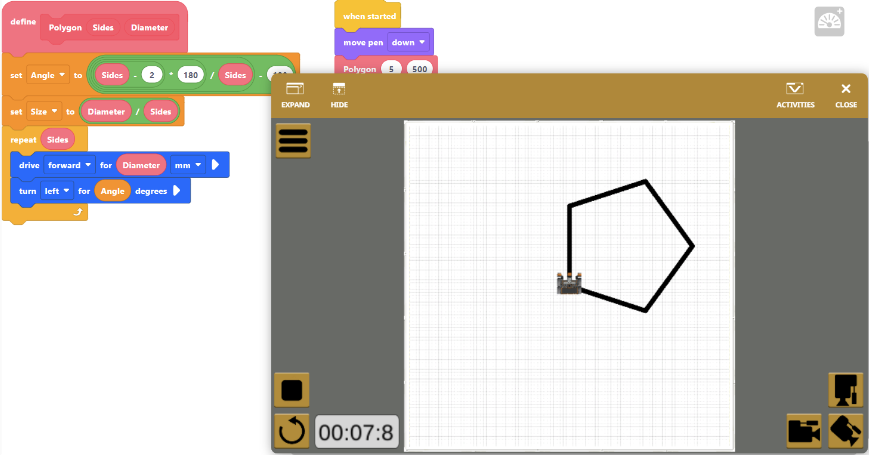 define Polygon Sides Diameter
set Angle to Sides - 2 * 180 / Sides -
set Size to Diameter / Sides
repeat Sides
drive forward for Diameter mm
turn left for Angle degrees
when started
move pen down
Polygon 5 500
EXPAND HIDE ACTIVITIES CLOSE
00:07:8